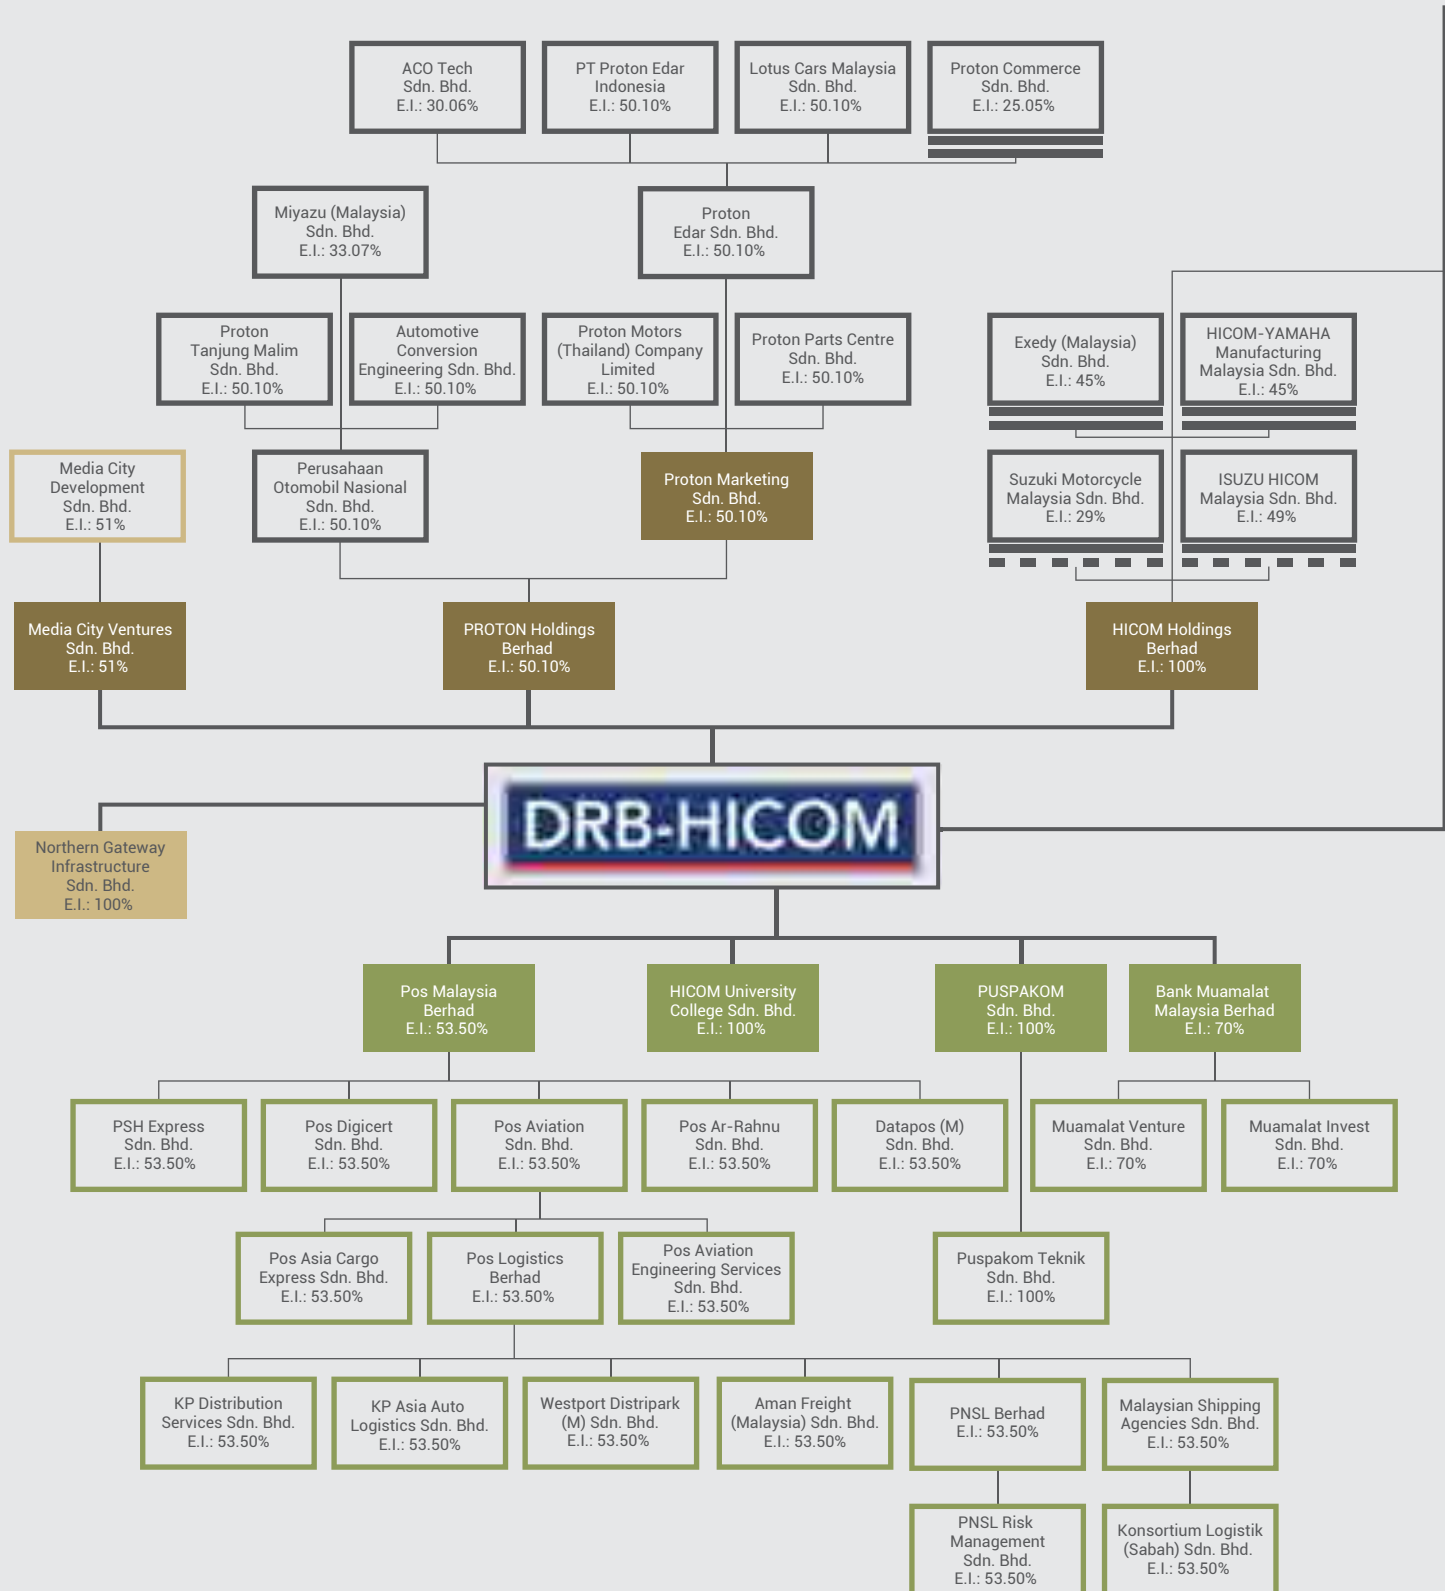 ACO Tech
Sdn. Bhd.
E.I.: 30.06%
PT Proton Edar
Indonesia
E.I.: 50.10%
Lotus Cars Malaysia
Sdn. Bhd.
E.I.: 50.10%
Proton Commerce
Sdn. Bhd.
E.I.: 25.05%
Miyazu (Malaysia)
Sdn. Bhd.
E.I.: 33.07%
Proton
Edar Sdn. Bhd.
E.I.: 50.10%
Proton
Tanjung Malim
Sdn. Bhd.
E.I.: 50.10%
Automotive
Conversion
Engineering Sdn. Bhd.
E.I.: 50.10%
Proton Motors
(Thailand) Company
Limited
E.I.: 50.10%
Proton Parts Centre
Sdn. Bhd.
E.I.: 50.10%
Exedy (Malaysia)
Sdn. Bhd.
E.I.: 45%
HICOM-YAMAHA
Manufacturing
Malaysia Sdn. Bhd.
E.I.: 45%
Media City
Development
Sdn. Bhd.
E.I.: 51%
Perusahaan
Otomobil Nasional
Sdn. Bhd.
E.I.: 50.10%
Proton Marketing
Sdn. Bhd.
E.I.: 50.10%
Suzuki Motorcycle
Malaysia Sdn. Bhd.
E.I.: 29%
ISUZU HICOM
Malaysia Sdn. Bhd.
E.I.: 49%
Media City Ventures
Sdn. Bhd.
E.I.: 51%
PROTON Holdings
Berhad
E.I.: 50.10%
HICOM Holdings
Berhad
E.I.: 100%
DRB-HICOM
Northern Gateway
Infrastructure
Sdn. Bhd.
E.I.: 100%
Pos Malaysia
Berhad
E.I.: 53.50%
HICOM University
College Sdn. Bhd.
E.I.: 100%
PUSPAKOM
Sdn. Bhd.
E.I.: 100%
Bank Muamalat
Malaysia Berhad
E.I.: 70%
PSH Express
Sdn. Bhd.
E.I.: 53.50%
Pos Digicert
Sdn. Bhd.
E.I.: 53.50%
Pos Aviation
Sdn. Bhd.
E.I.: 53.50%
Pos Ar-Rahnu
Sdn. Bhd.
E.I.: 53.50%
Datapos (M)
Sdn. Bhd.
E.I.: 53.50%
Muamalat Venture
Sdn. Bhd.
E.I.: 70%
Muamalat Invest
Sdn. Bhd.
E.I.: 70%
Pos Asia Cargo
Express Sdn. Bhd.
E.I.: 53.50%
Pos Logistics
Berhad
E.I.: 53.50%
Pos Aviation
Engineering Services
Sdn. Bhd.
E.I.: 53.50%
Puspakom Teknik
Sdn. Bhd.
E.I.: 100%
KP Distribution
Services Sdn. Bhd.
E.I.: 53.50%
KP Asia Auto
Logistics Sdn. Bhd.
E.I.: 53.50%
Westport Distripark
(M) Sdn. Bhd.
E.I.: 53.50%
Aman Freight
(Malaysia) Sdn. Bhd.
E.I.: 53.50%
PNSL Berhad
E.I.: 53.50%
Malaysian Shipping
Agencies Sdn. Bhd.
E.I.: 53.50%
PNSL Risk
Management
Sdn. Bhd.
E.I.: 53.50%
Konsortium Logistik
(Sabah) Sdn. Bhd.
E.I.: 53.50%